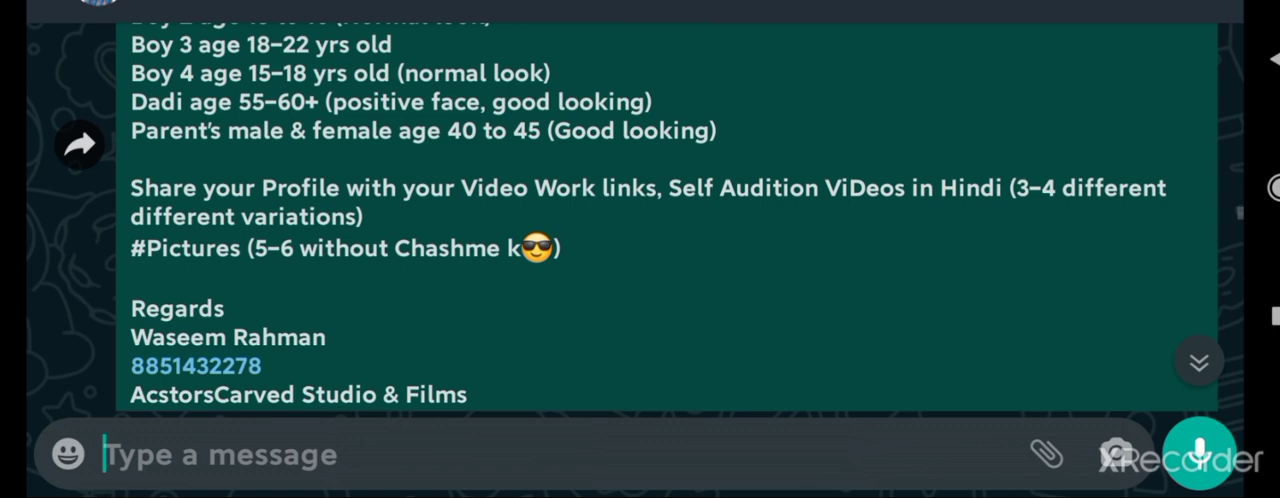 Boy 3 age 18–22 yrs old
Boy 4 age 15–18 yrs old (normal look)
Dadi age 55–60+ (positive face, good looking)
Parent's male & female age 40 to 45 (Good looking)
Share your Profile with your Video Work links, Self Audition ViDeos in Hindi (3–4 different
different variations)
#Pictures (5–6 without Chashme k😎)
Regards
Waseem Rahman
8851432278
AcstorsCarved Studio & Films
Type a message
XRecorder